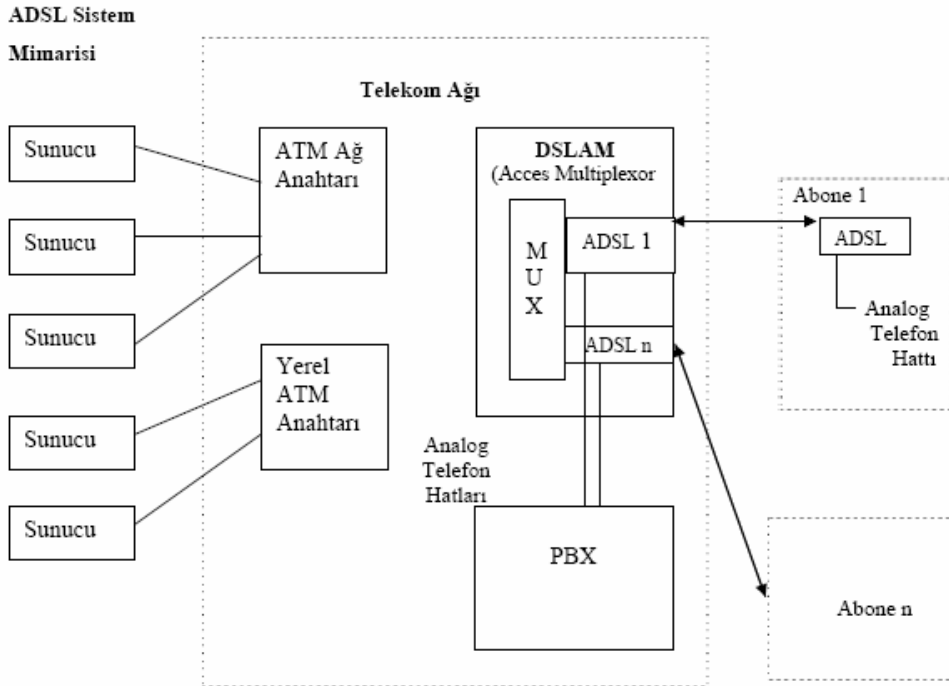 ADSL Sistem
Mimarisi
Telekom Ağı
Sunucu
Sunucu
Sunucu
Sunucu
Sunucu
ATM Ağ
Anahtarı
Yerel
ATM
Anahtarı
DSLAM
(Acces Multiplexor
M
U
X
ADSL 1
ADSL n
Analog
Telefon
Hatları
PBX
Abone 1
ADSL
Analog
Telefon
Hattı
Abone n